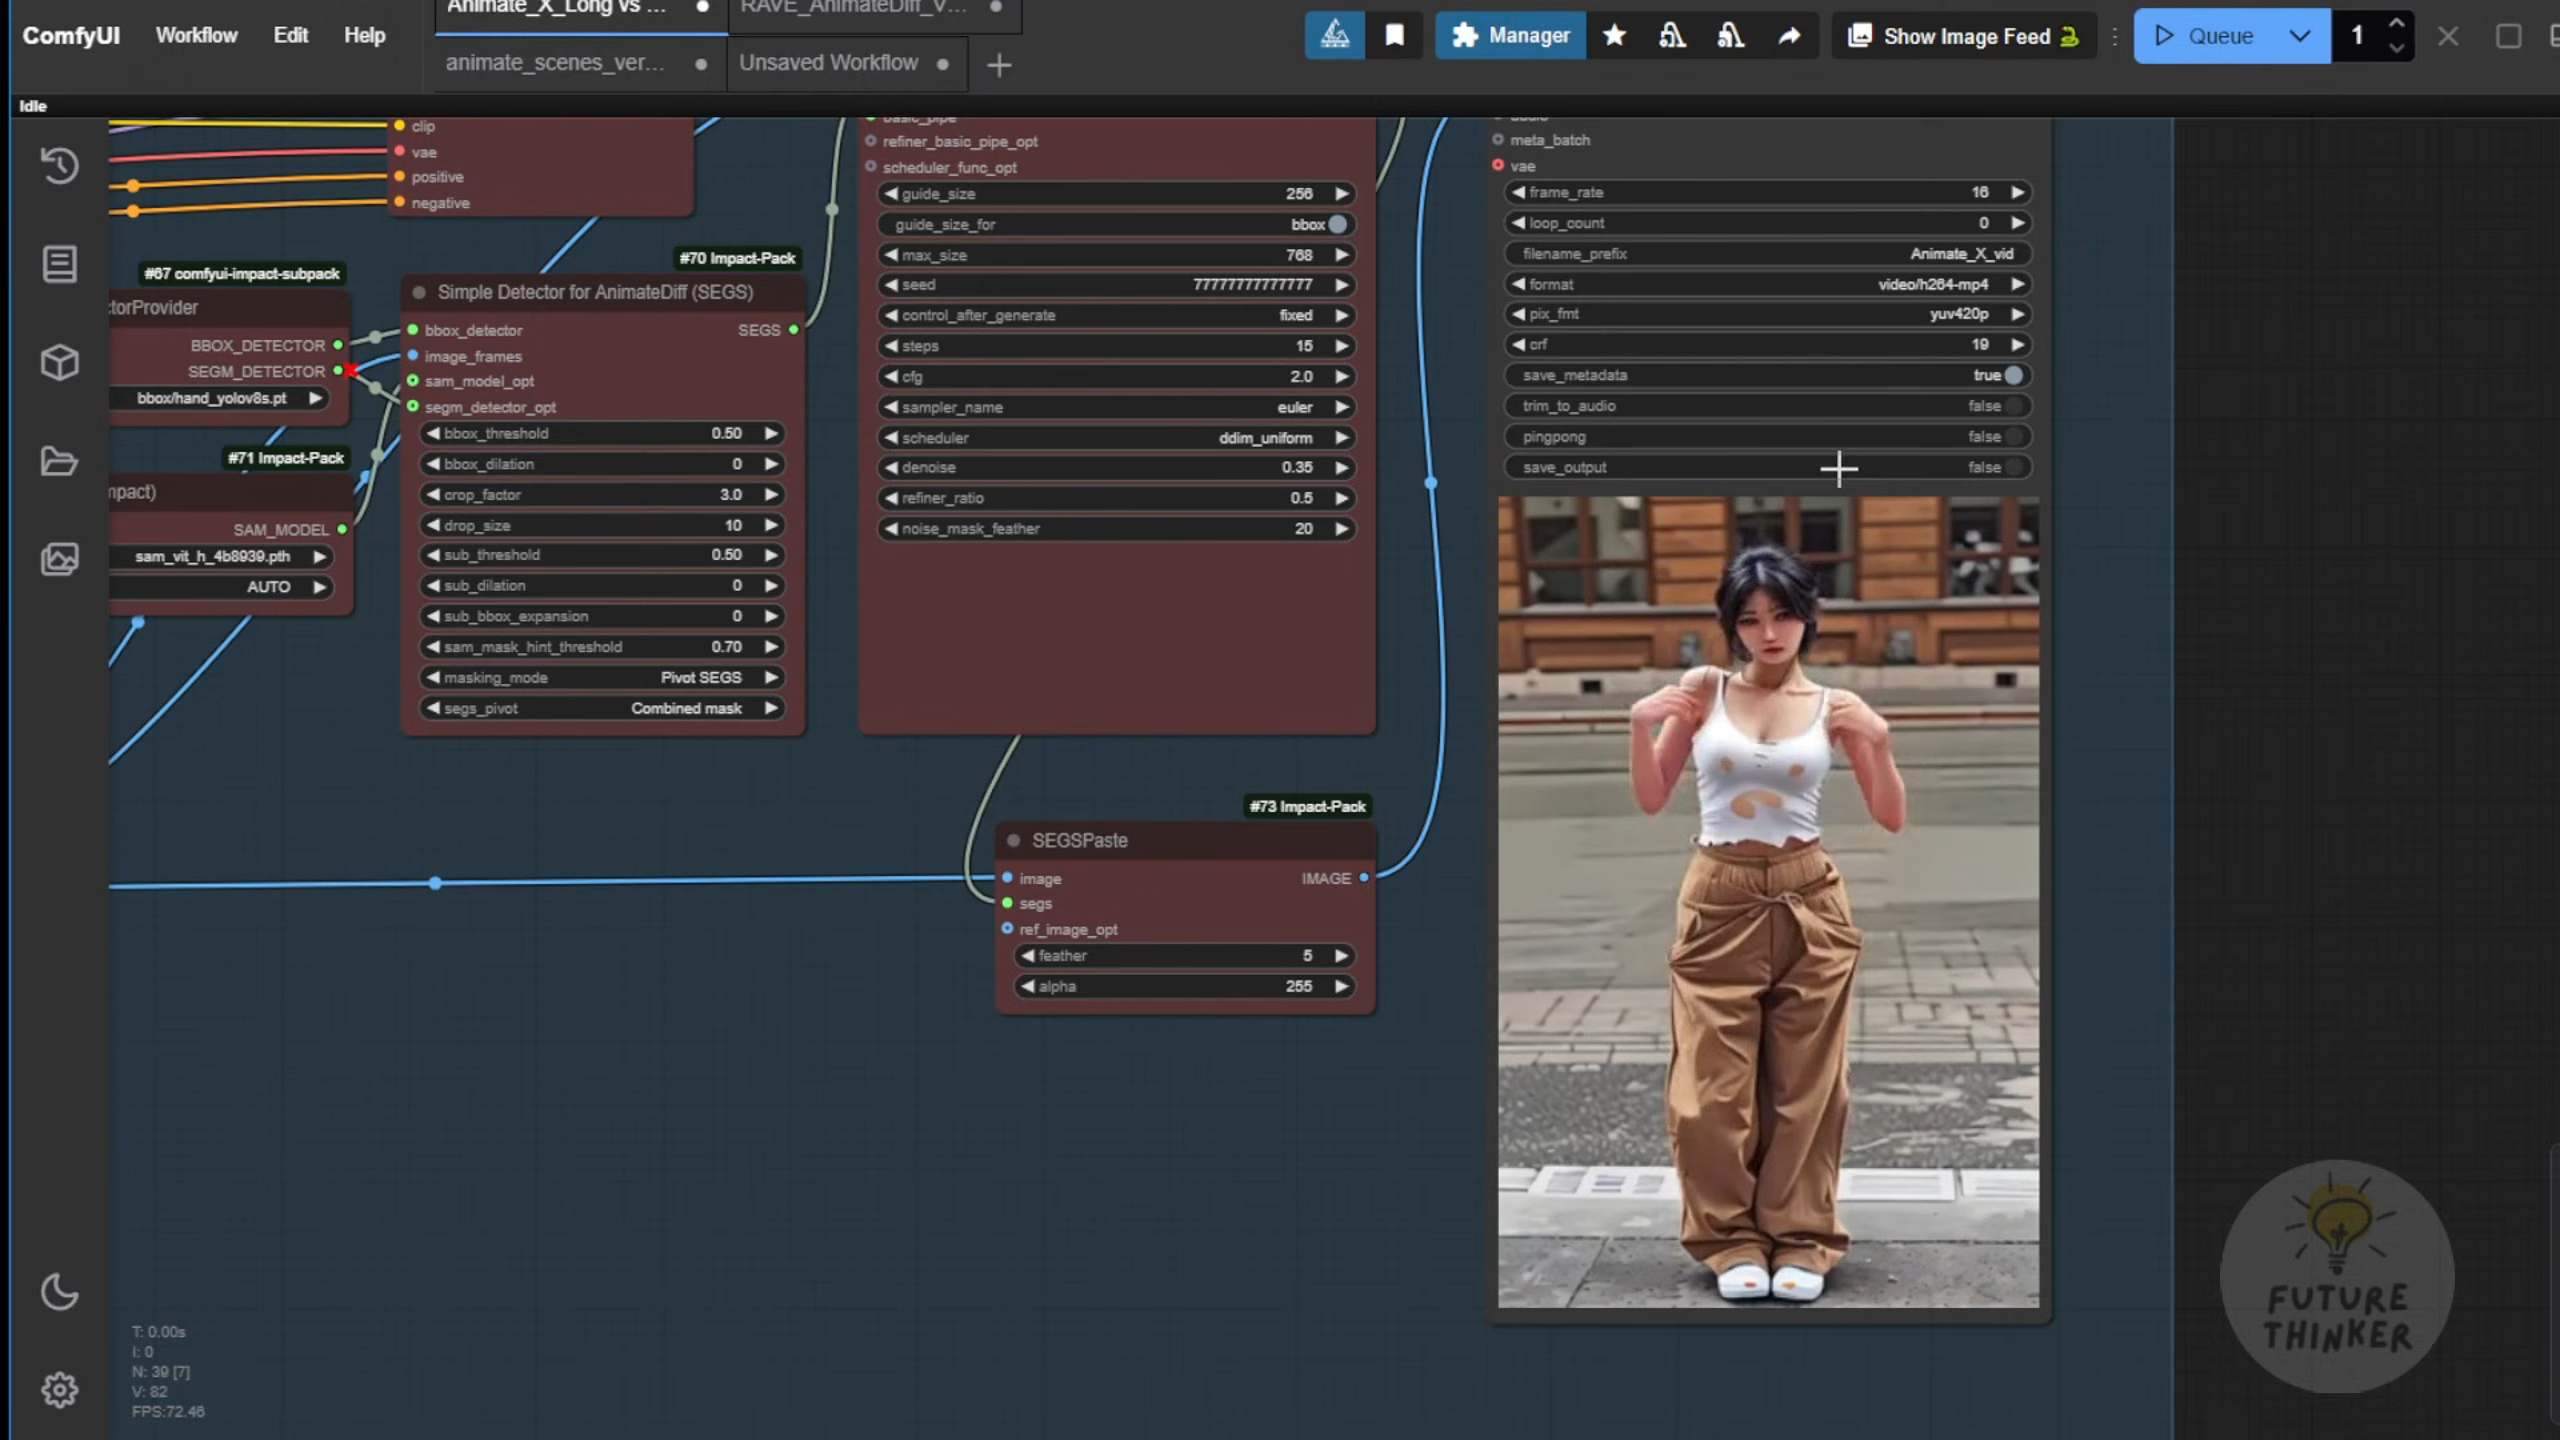 ComfyUI
Workflow
Edit
Help
Animate_X_Long vs ...
RAVE_AnimateDiff_V...
animate_scenes_ver...
Unsaved Workflow
Manager
Show Image Feed
Queue
1
Idle
clip
vae
positive
negative
#67 comfyui-impact-subpack
ctorProvider
BBOX_DETECTOR
SEGM_DETECTOR
bbox/hand_yolov8s.pt
#71 Impact-Pack
mpact)
SAM_MODEL
sam_vit_h_4b8939.pth
AUTO
#70 Impact-Pack
Simple Detector for AnimateDiff (SEGS)
bbox_detector SEGS
image_frames
sam_model_opt
segm_detector_opt
bbox_threshold 0.50
bbox_dilation 0
crop_factor 3.0
drop_size 10
sub_threshold 0.50
sub_dilation 0
sub_bbox_expansion 0
sam_mask_hint_threshold 0.70
masking_mode Pivot SEGS
segs_pivot Combined mask
basic_pipe
refiner_basic_pipe_opt
scheduler_func_opt
guide_size 256
guide_size_for bbox
max_size 768
seed 77777777777777
control_after_generate fixed
steps 15
cfg 2.0
sampler_name euler
scheduler ddim_uniform
denoise 0.35
refiner_ratio 0.5
noise_mask_feather 20
#73 Impact-Pack
SEGSPaste
image IMAGE
segs
ref_image_opt
feather 5
alpha 255
audio
meta_batch
vae
frame_rate 16
loop_count 0
filename_prefix Animate_X_vid
format video/h264-mp4
pix_fmt yuv420p
crf 19
save_metadata true
trim_to_audio false
pingpong false
save_output false
T: 0.00s
I: 0
N: 39 [7]
V: 82
FPS:72.46
FUTURE
THINKER